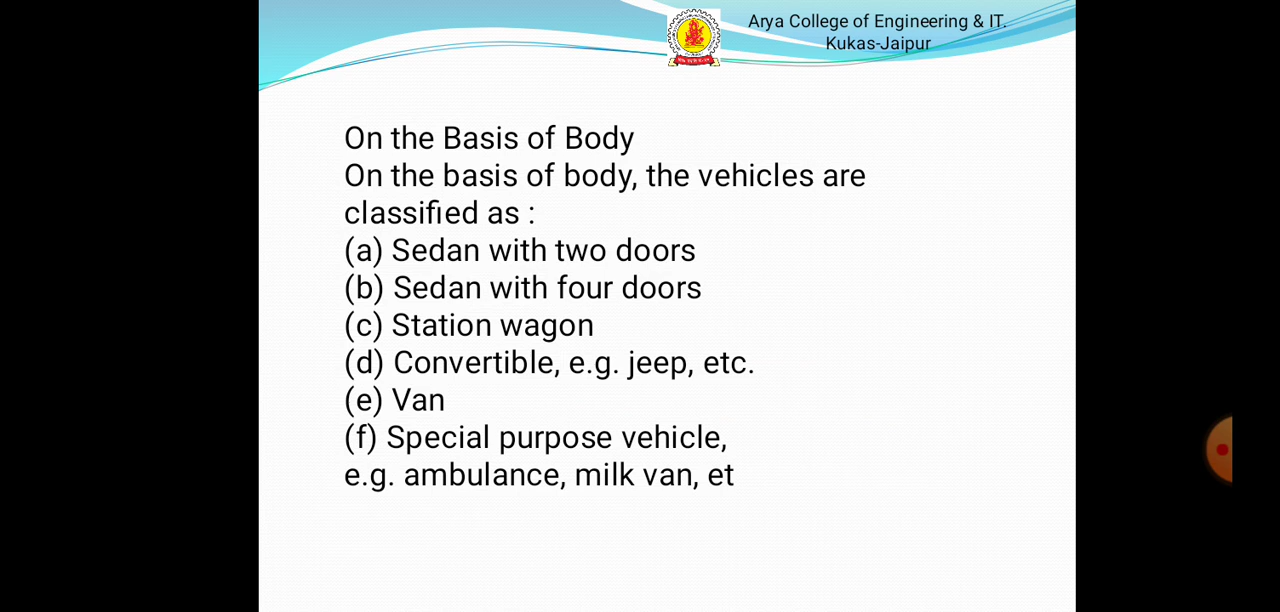 Arya College of Engineering & IT.
Kukas-Jaipur
On the Basis of Body
On the basis of body, the vehicles are
classified as :
(a) Sedan with two doors
(b) Sedan with four doors
(c) Station wagon
(d) Convertible, e.g. jeep, etc.
(e) Van
(f) Special purpose vehicle,
e.g. ambulance, milk van, et